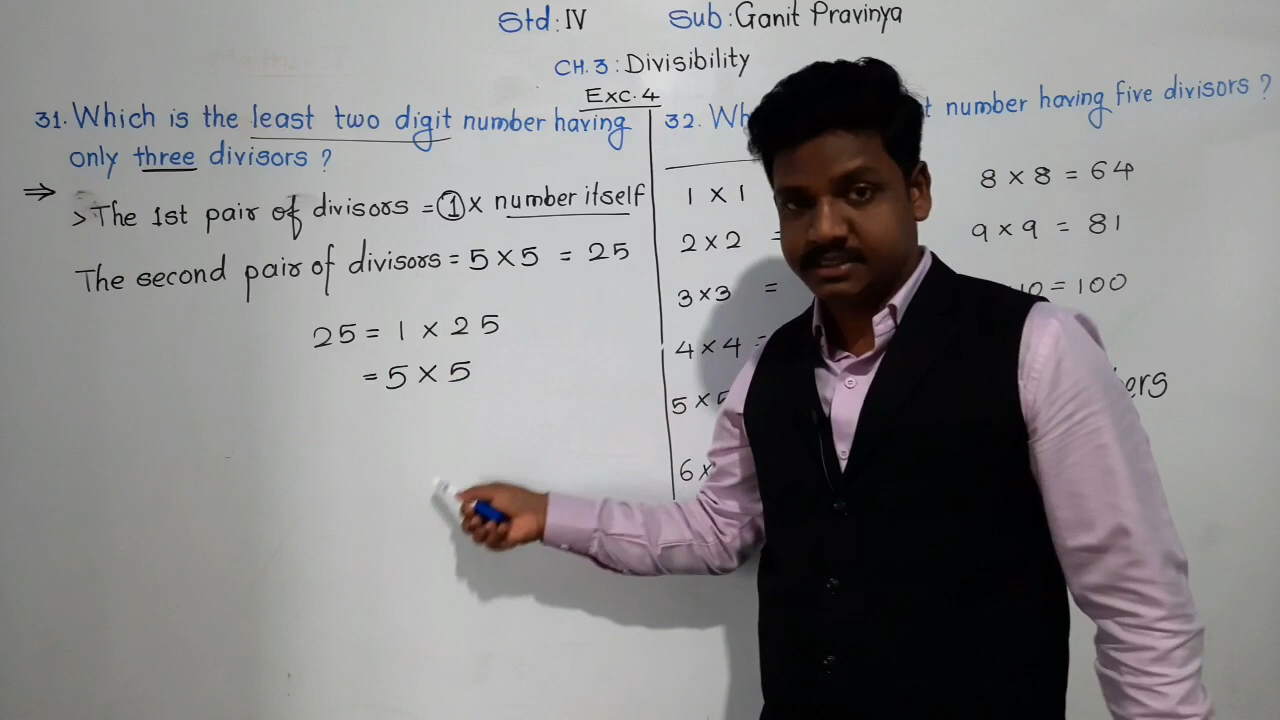 Std : IV Sub : Ganit Pravinya
CH. 3 : Divisibility
Exc. 4
31. Which is the least two digit number having
only three divisors ?
⇒ > The 1st pair of divisors = 1 × number itself
The second pair of divisors = 5 × 5 = 25
25 = 1 × 25
= 5 × 5
32. number having five divisors ?
1 × 1
2 × 2 =
3 × 3 =
4 × 4 =
5 × 5
6 ×
8 × 8 = 64
9 × 9 = 81
10 = 100